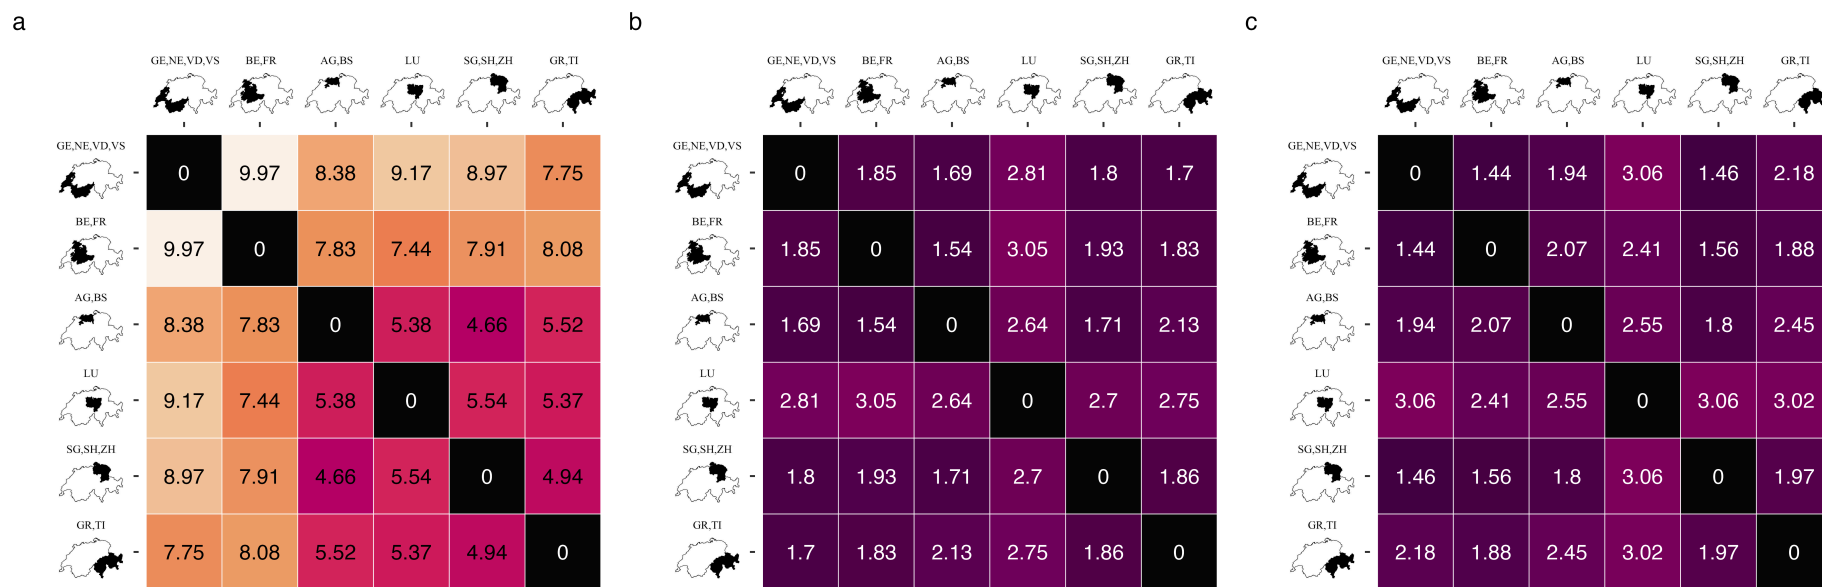 a b c
GE,NE,VD,VS BE,FR AG,BS LU SG,SH,ZH GR,TI
GE,NE,VD,VS 0 9.97 8.38 9.17 8.97 7.75
BE,FR 9.97 0 7.83 7.44 7.91 8.08
AG,BS 8.38 7.83 0 5.38 4.66 5.52
LU 9.17 7.44 5.38 0 5.54 5.37
SG,SH,ZH 8.97 7.91 4.66 5.54 0 4.94
GR,TI 7.75 8.08 5.52 5.37 4.94 0
GE,NE,VD,VS BE,FR AG,BS LU SG,SH,ZH GR,TI
GE,NE,VD,VS 0 1.85 1.69 2.81 1.8 1.7
BE,FR 1.85 0 1.54 3.05 1.93 1.83
AG,BS 1.69 1.54 0 2.64 1.71 2.13
LU 2.81 3.05 2.64 0 2.7 2.75
SG,SH,ZH 1.8 1.93 1.71 2.7 0 1.86
GR,TI 1.7 1.83 2.13 2.75 1.86 0
GE,NE,VD,VS BE,FR AG,BS LU SG,SH,ZH GR,TI
GE,NE,VD,VS 0 1.44 1.94 3.06 1.46 2.18
BE,FR 1.44 0 2.07 2.41 1.56 1.88
AG,BS 1.94 2.07 0 2.55 1.8 2.45
LU 3.06 2.41 2.55 0 3.06 3.02
SG,SH,ZH 1.46 1.56 1.8 3.06 0 1.97
GR,TI 2.18 1.88 2.45 3.02 1.97 0